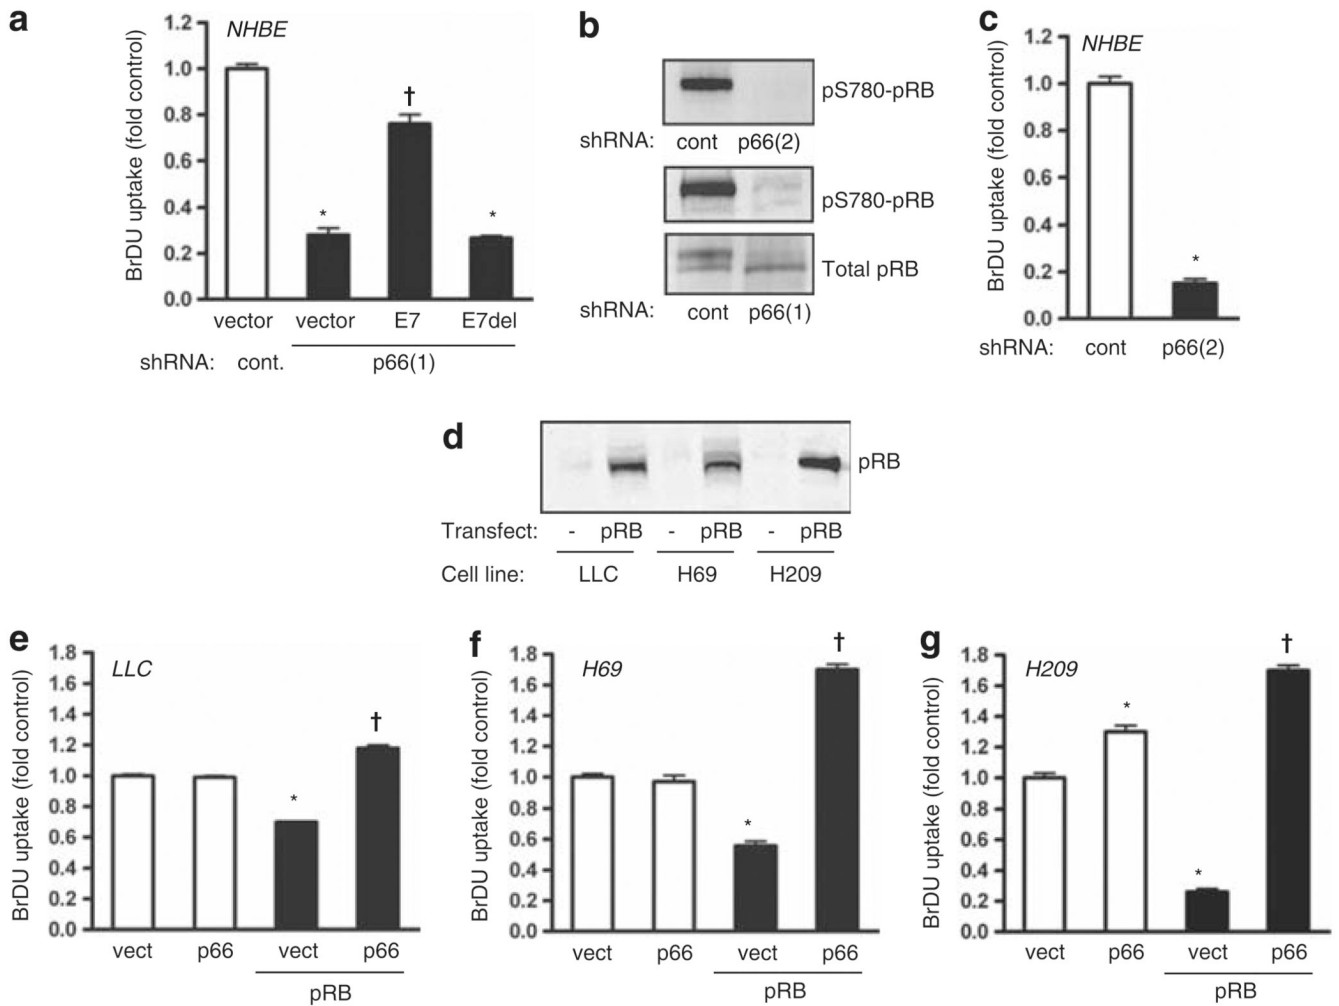 a
NHBE
BrDU uptake (fold control)
1.2
1.0
0.8
0.6
0.4
0.2
0.0
*
†
*
vector vector E7 E7del
shRNA: cont. p66(1)
b
pS780-pRB
shRNA: cont p66(2)
pS780-pRB
Total pRB
shRNA: cont p66(1)
c
NHBE
BrDU uptake (fold control)
1.2
1.0
0.8
0.6
0.4
0.2
0.0
*
shRNA: cont p66(2)
d
pRB
Transfect: - pRB - pRB - pRB
Cell line: LLC H69 H209
e
LLC
BrDU uptake (fold control)
1.8
1.6
1.4
1.2
1.0
0.8
0.6
0.4
0.2
0.0
*
†
vect p66 vect p66
pRB
f
H69
BrDU uptake (fold control)
1.8
1.6
1.4
1.2
1.0
0.8
0.6
0.4
0.2
0.0
*
†
vect p66 vect p66
pRB
g
H209
BrDU uptake (fold control)
1.8
1.6
1.4
1.2
1.0
0.8
0.6
0.4
0.2
0.0
*
*
†
vect p66 vect p66
pRB